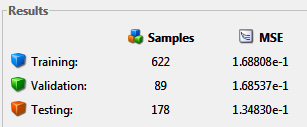 Results
Samples MSE
Training: 622 1.68808e-1
Validation: 89 1.68537e-1
Testing: 178 1.34830e-1